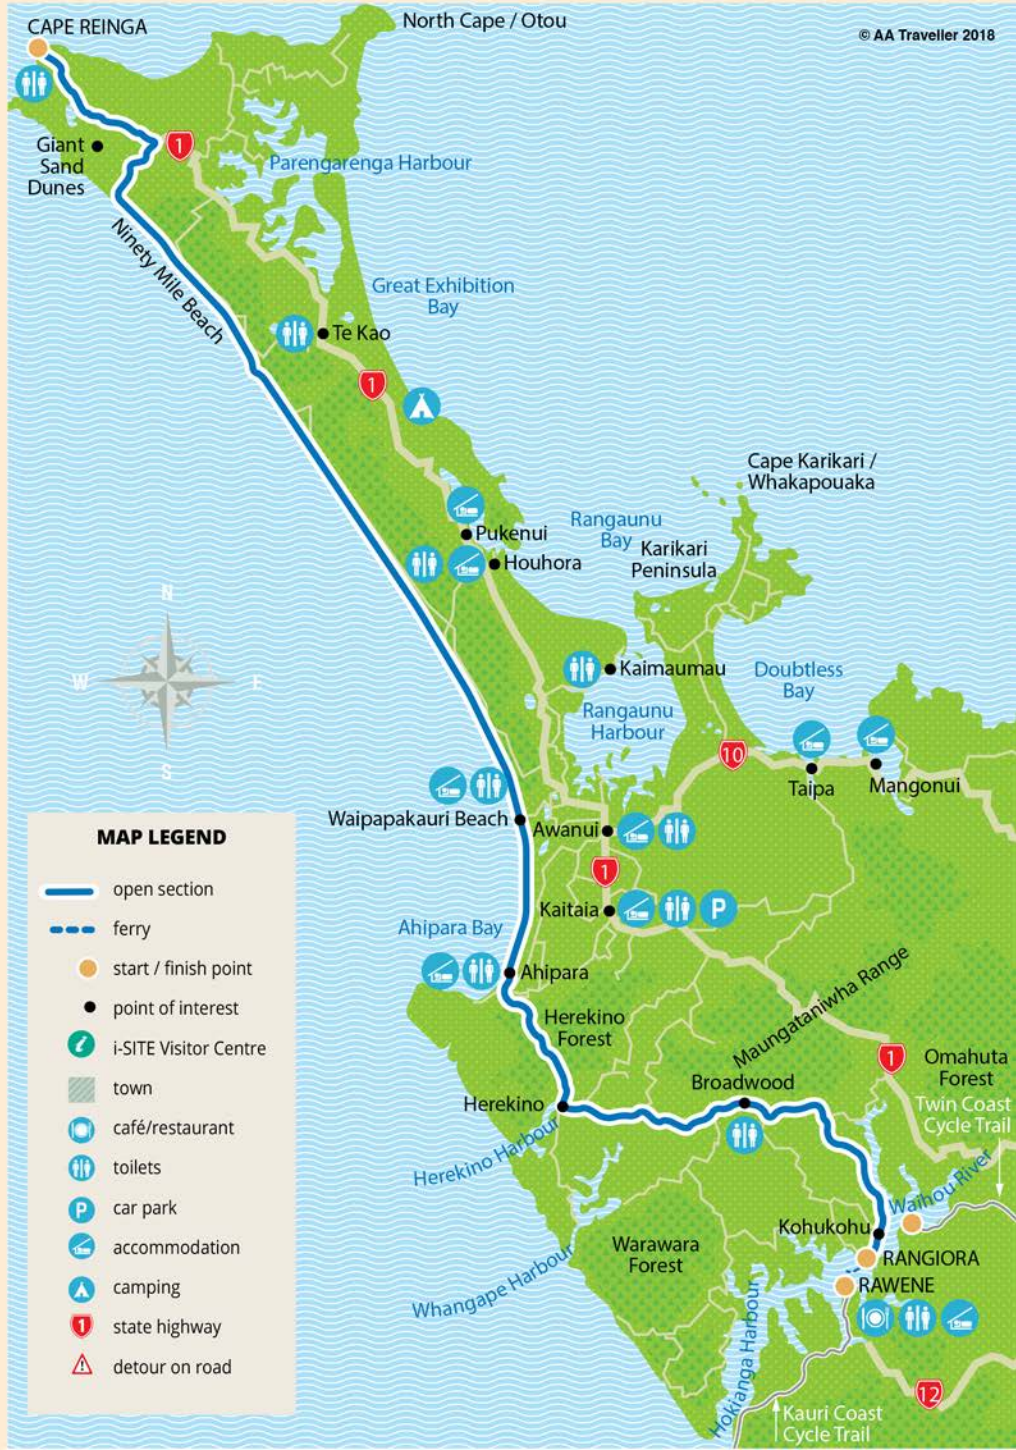 CAPE REINGA
North Cape / Otou
© AA Traveller 2018
1
Giant
Sand
Dunes
Parengarenga Harbour
Ninety Mile Beach
Great Exhibition
Bay
Te Kao
1
Cape Karikari /
Whakapouaka
Rangaunu
Bay
Pukenui
Karikari
Peninsula
Houhora
N
W
E
S
Kaimaumau
Doubtless
Bay
Rangaunu
Harbour
10
Taipa
Mangonui
Waipapakauri Beach
Awanui
1
Kaitaia
P
Ahipara Bay
Ahipara
Herekino
Forest
Maungataniwha Range
1
Omahuta
Forest
Broadwood
Herekino
Twin Coast
Cycle Trail
Herekino Harbour
Waihou River
Kohukohu
Warawara
Forest
RANGIORA
RAWENE
Whangape Harbour
Hokianga Harbour
12
Kauri Coast
Cycle Trail
MAP LEGEND
open section
ferry
start / finish point
point of interest
i i-SITE Visitor Centre
town
café/restaurant
toilets
P car park
accommodation
camping
1 state highway
! detour on road